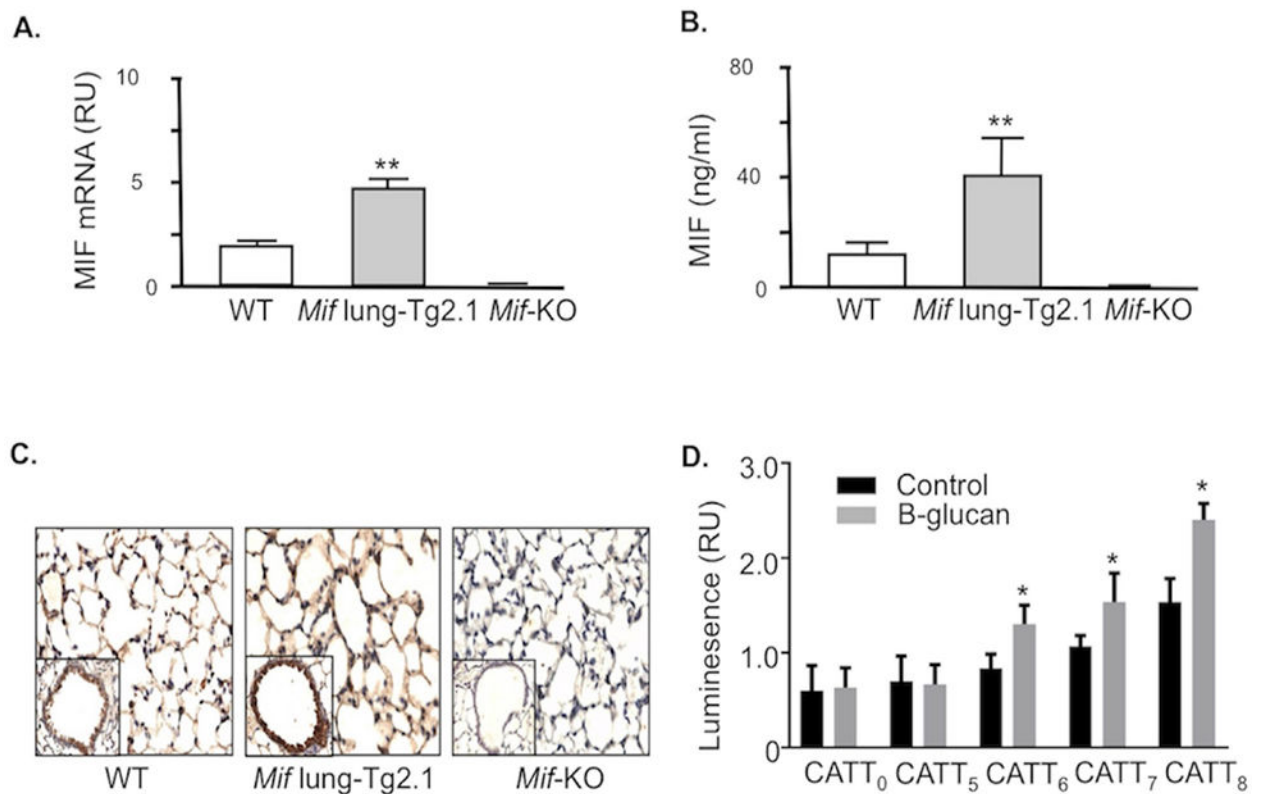 A.
MIF mRNA (RU)
10
5
0
**
WT Mif lung-Tg2.1 Mif-KO
B.
MIF (ng/ml)
80
40
0
**
WT Mif lung-Tg2.1 Mif-KO
C.
WT Mif lung-Tg2.1 Mif-KO
D.
Luminesence (RU)
3.0
2.0
1.0
0
Control
B-glucan
*
*
*
CATT₀ CATT₅ CATT₆ CATT₇ CATT₈